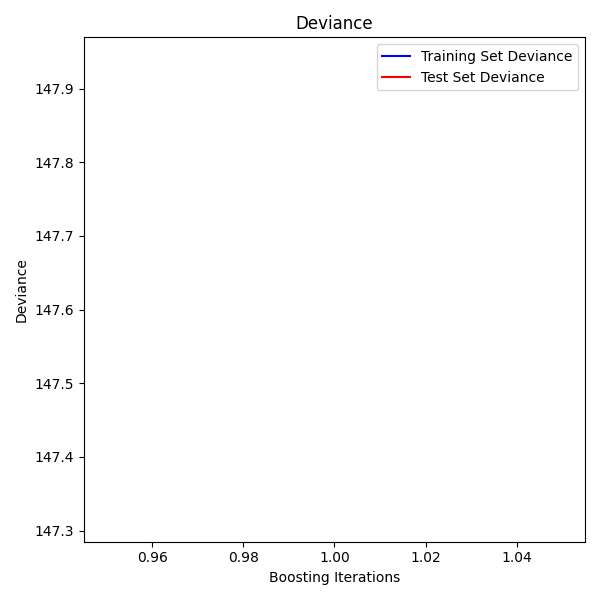 Deviance
Training Set Deviance
Test Set Deviance
147.9
147.8
147.7
147.6
147.5
147.4
147.3
Deviance
0.96 0.98 1.00 1.02 1.04
Boosting Iterations